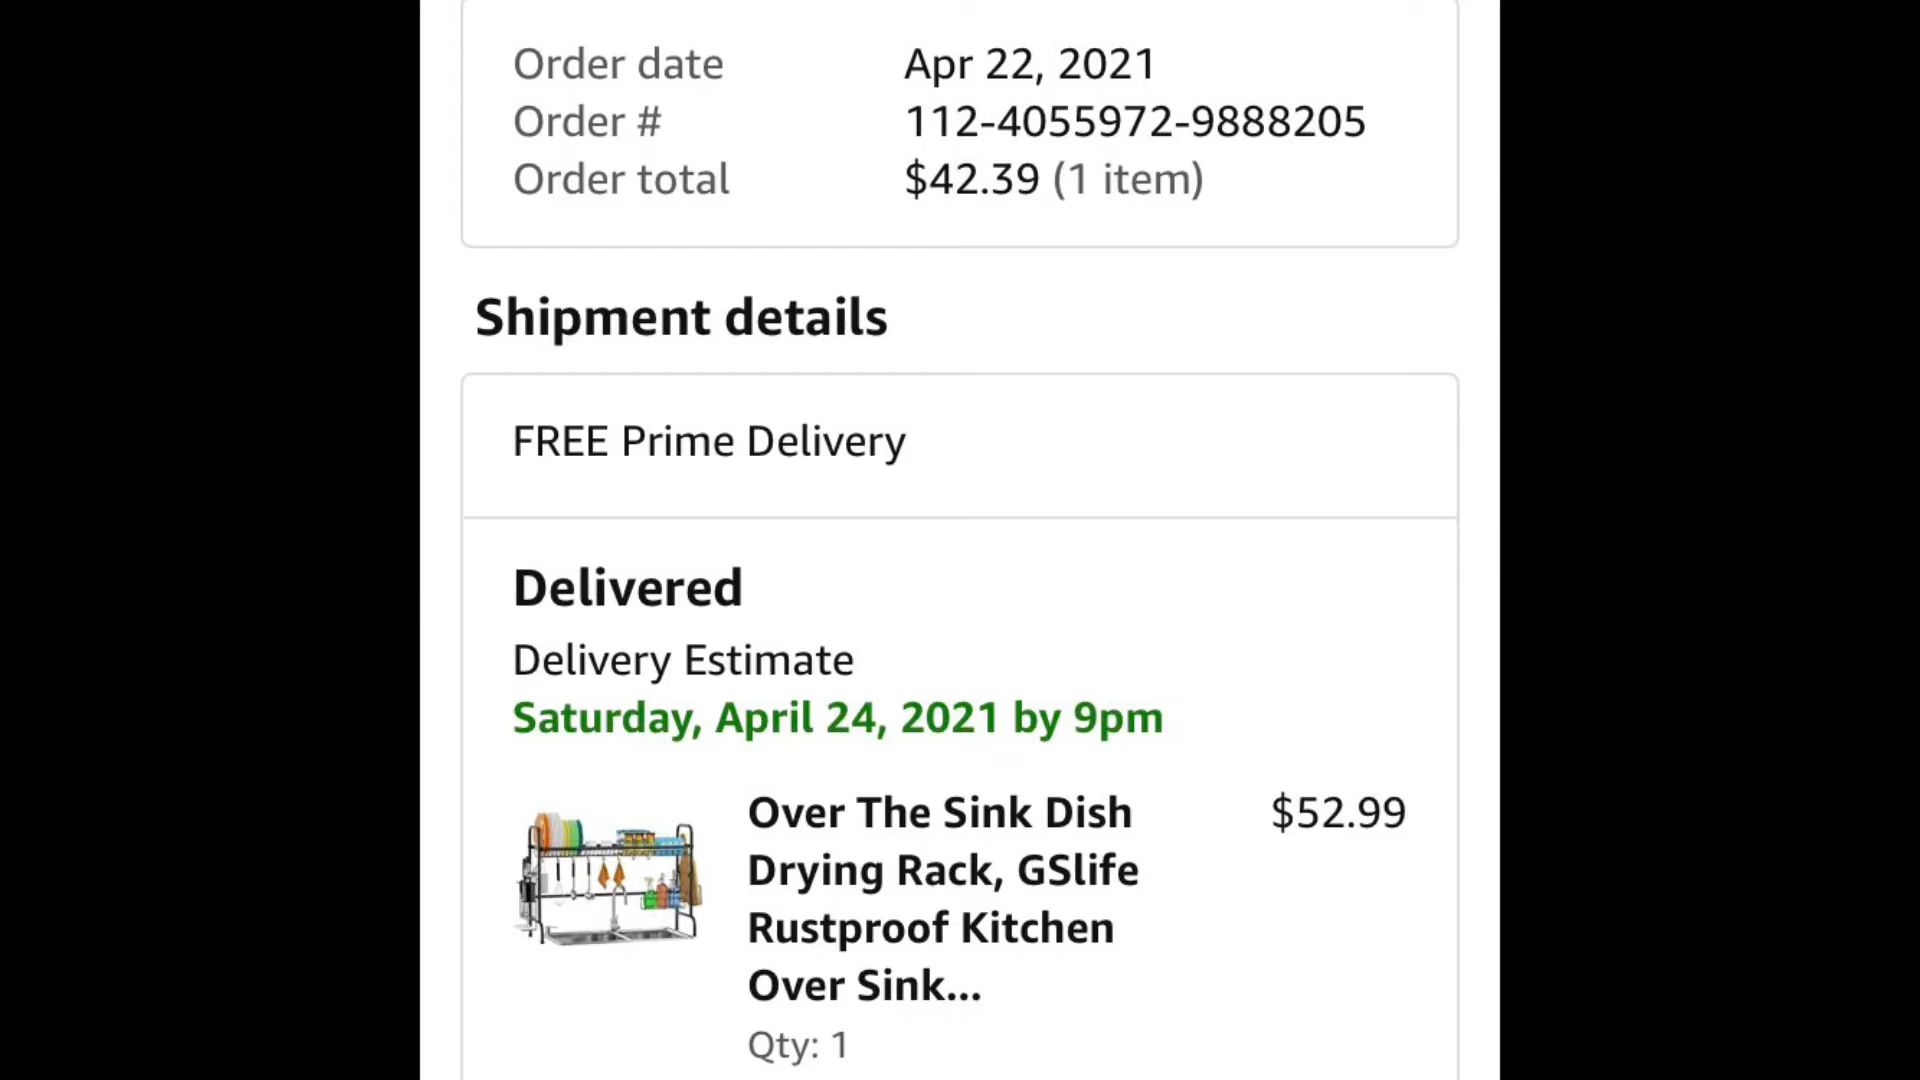 Order date Apr 22, 2021
Order # 112-4055972-9888205
Order total $42.39 (1 item)
Shipment details
FREE Prime Delivery
Delivered
Delivery Estimate
Saturday, April 24, 2021 by 9pm
Over The Sink Dish $52.99
Drying Rack, GSlife
Rustproof Kitchen
Over Sink...
Qty: 1